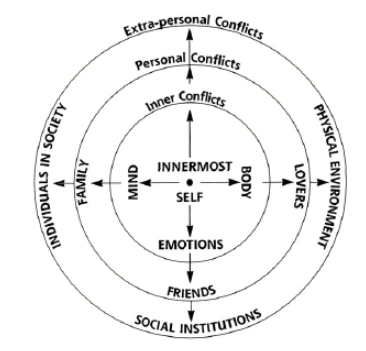 Extra-personal Conflicts
Personal Conflicts
Inner Conflicts
INDIVIDUALS IN SOCIETY
FAMILY
MIND
INNERMOST
SELF
BODY
LOVERS
PHYSICAL ENVIRONMENT
EMOTIONS
FRIENDS
SOCIAL INSTITUTIONS